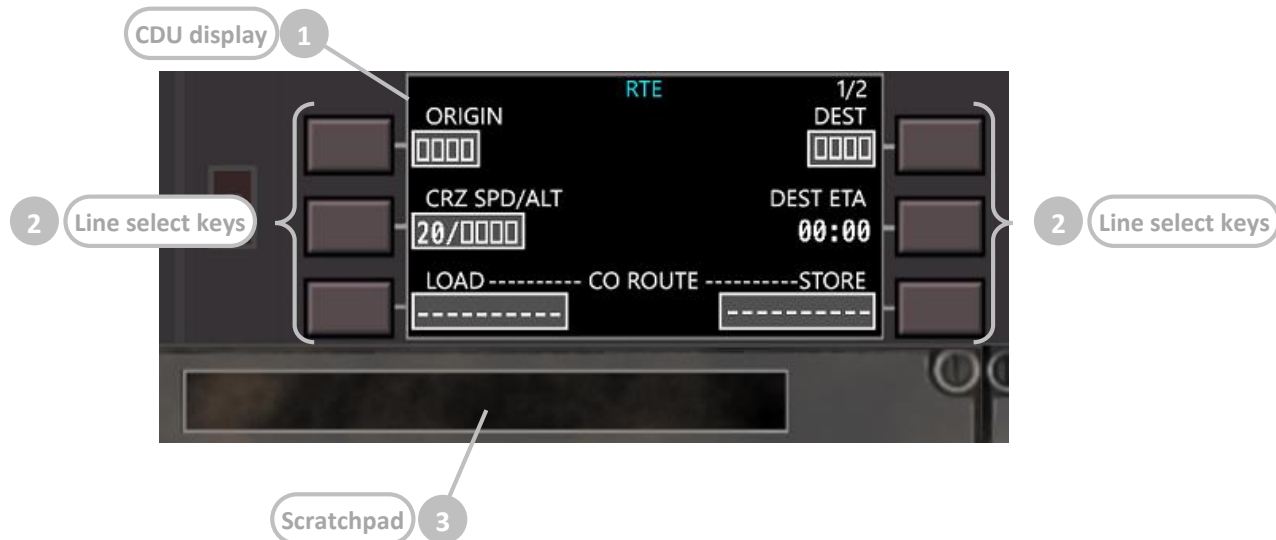 CDU display 1
RTE 1/2
ORIGIN DEST
▯▯▯▯ ▯▯▯▯
CRZ SPD/ALT DEST ETA
20/▯▯▯▯ 00:00
LOAD---------- CO ROUTE ----------STORE
---------- ----------
2 Line select keys
2 Line select keys
Scratchpad 3